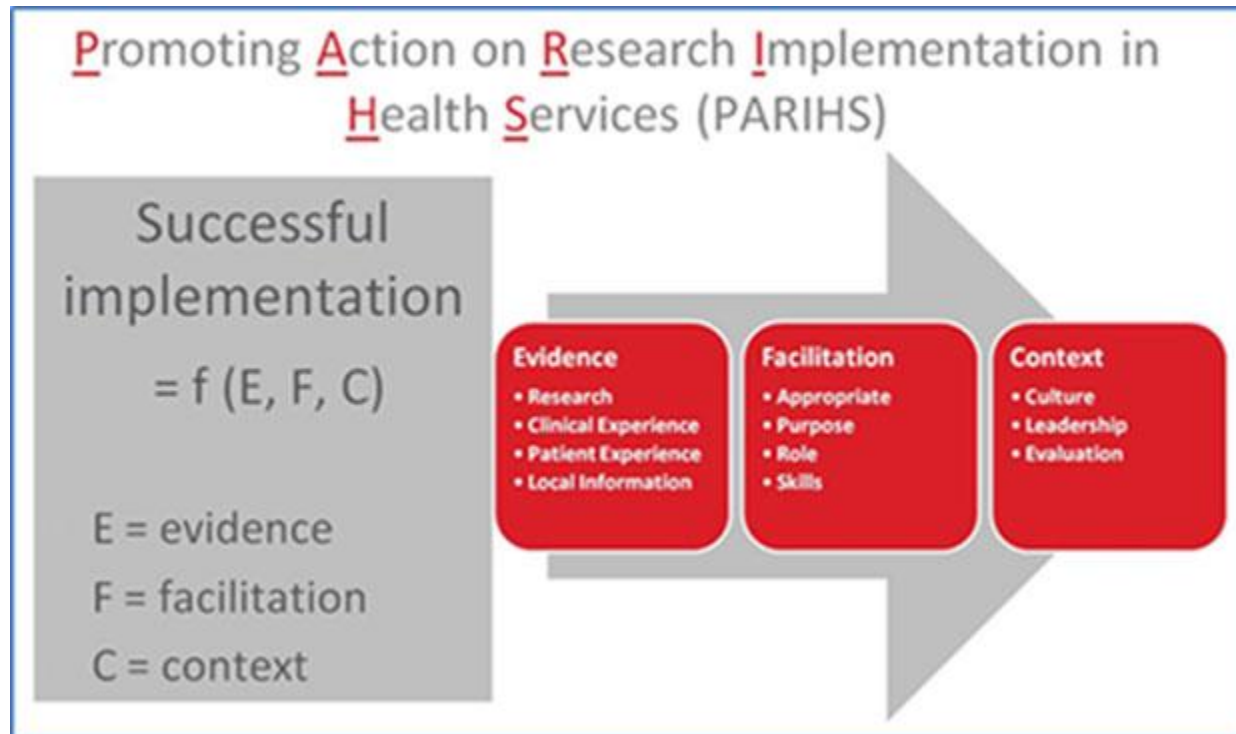 Promoting Action on Research Implementation in
Health Services (PARIHS)
Successful
implementation
= f (E, F, C)
E = evidence
F = facilitation
C = context
Evidence
• Research
• Clinical Experience
• Patient Experience
• Local Information
Facilitation
• Appropriate
• Purpose
• Role
• Skills
Context
• Culture
• Leadership
• Evaluation